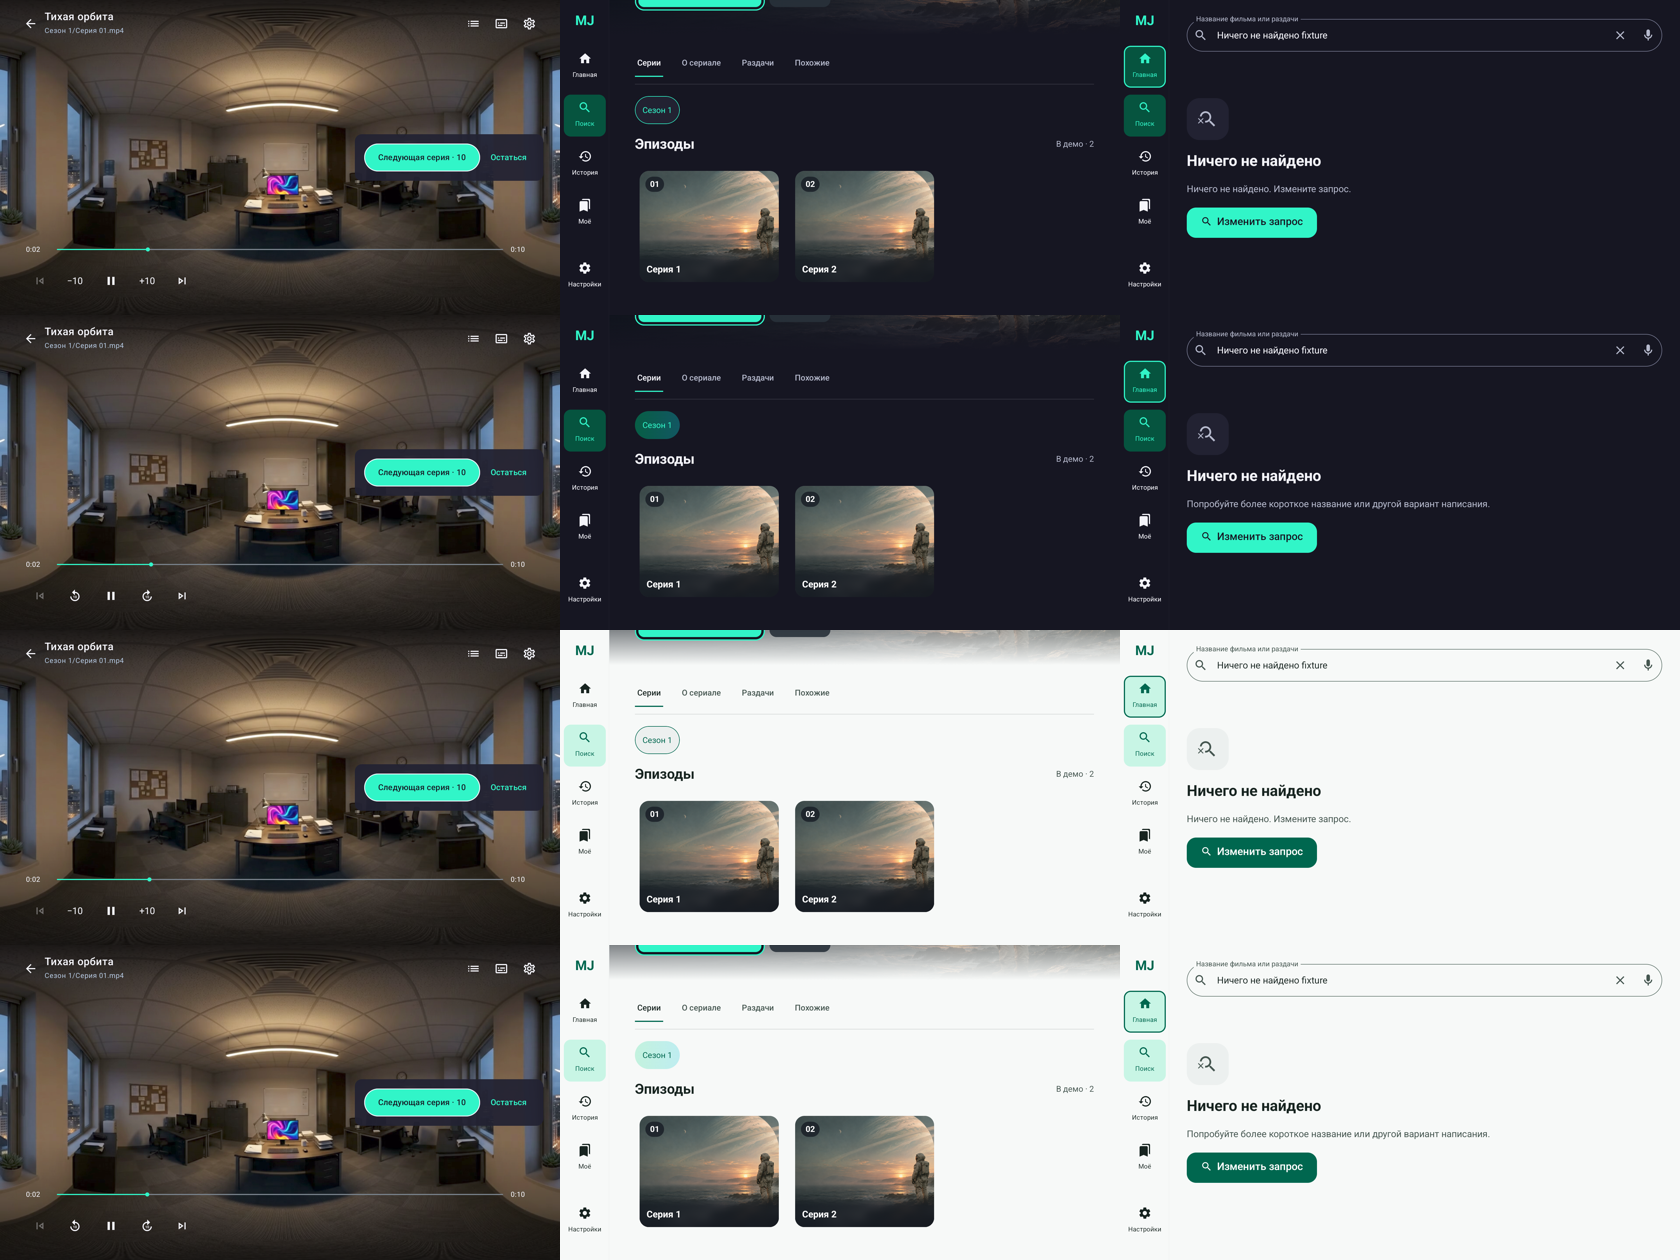 Тихая орбита
Сезон 1/Серия 01.mp4
Следующая серия · 10
Остаться
0:02
0:10
−10
+10
MJ
Главная
Поиск
История
Моё
Настройки
Серии
О сериале
Раздачи
Похожие
Сезон 1
Эпизоды
В демо · 2
01
Серия 1
02
Серия 2
MJ
Главная
Поиск
История
Моё
Настройки
Название фильма или раздачи
Ничего не найдено fixture
Ничего не найдено
Ничего не найдено. Измените запрос.
Изменить запрос
Тихая орбита
Сезон 1/Серия 01.mp4
Следующая серия · 10
Остаться
0:02
0:10
MJ
Главная
Поиск
История
Моё
Настройки
Серии
О сериале
Раздачи
Похожие
Сезон 1
Эпизоды
В демо · 2
01
Серия 1
02
Серия 2
MJ
Главная
Поиск
История
Моё
Настройки
Название фильма или раздачи
Ничего не найдено fixture
Ничего не найдено
Попробуйте более короткое название или другой вариант написания.
Изменить запрос
Тихая орбита
Сезон 1/Серия 01.mp4
Следующая серия · 10
Остаться
0:02
0:10
−10
+10
MJ
Главная
Поиск
История
Моё
Настройки
Серии
О сериале
Раздачи
Похожие
Сезон 1
Эпизоды
В демо · 2
01
Серия 1
02
Серия 2
MJ
Главная
Поиск
История
Моё
Настройки
Название фильма или раздачи
Ничего не найдено fixture
Ничего не найдено
Ничего не найдено. Измените запрос.
Изменить запрос
Тихая орбита
Сезон 1/Серия 01.mp4
Следующая серия · 10
Остаться
0:02
0:10
MJ
Главная
Поиск
История
Моё
Настройки
Серии
О сериале
Раздачи
Похожие
Сезон 1
Эпизоды
В демо · 2
01
Серия 1
02
Серия 2
MJ
Главная
Поиск
История
Моё
Настройки
Название фильма или раздачи
Ничего не найдено fixture
Ничего не найдено
Попробуйте более короткое название или другой вариант написания.
Изменить запрос